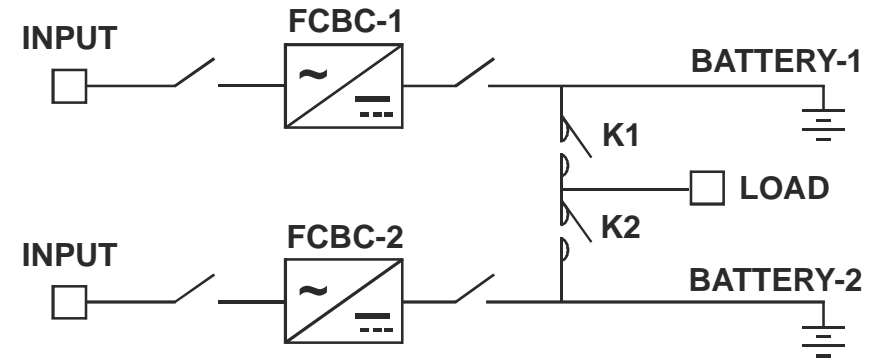 FCBC-1
INPUT
BATTERY-1
K1
LOAD
K2
FCBC-2
INPUT
BATTERY-2